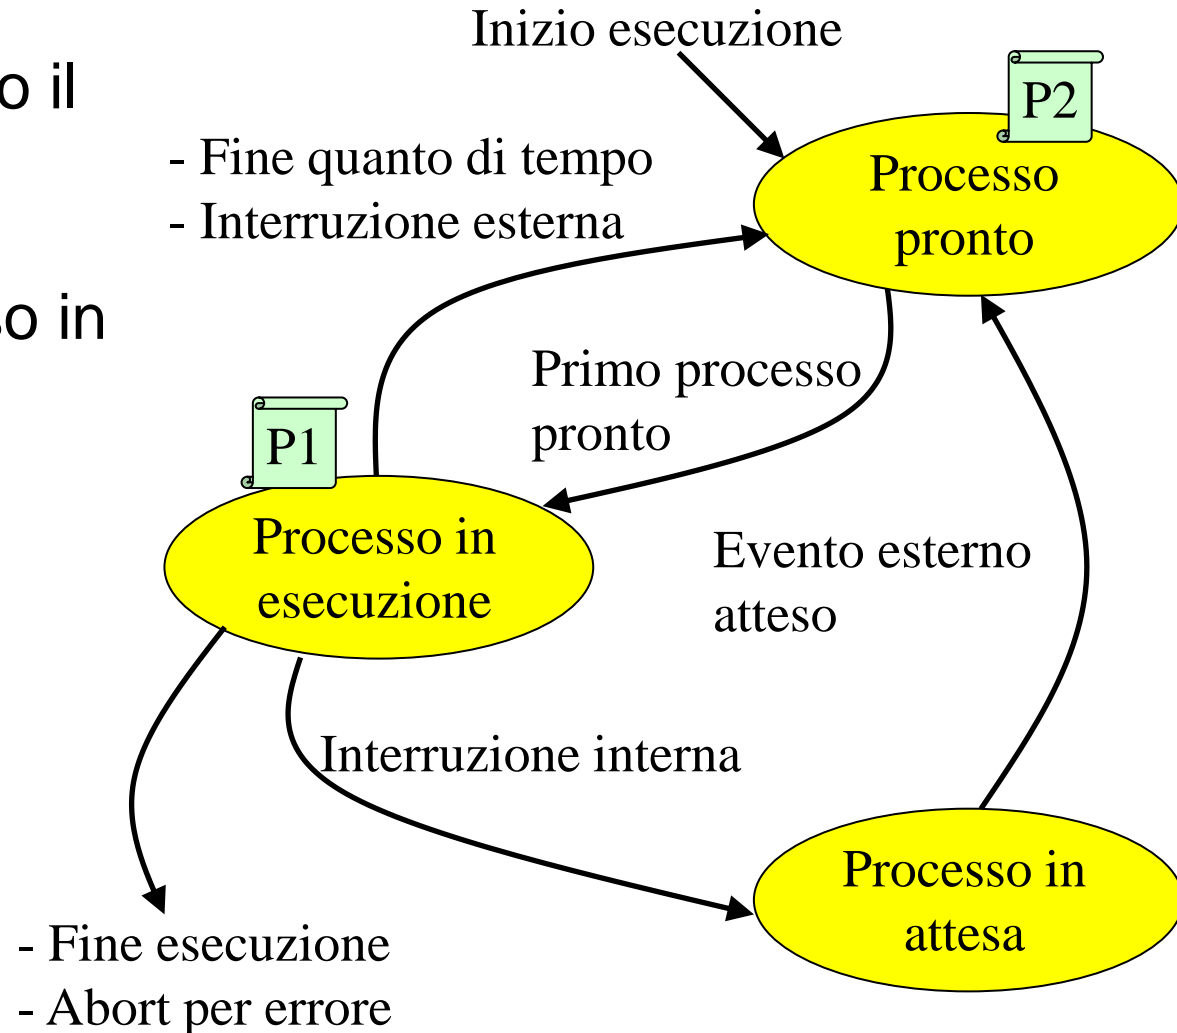 Inizio esecuzione
o il
P2
- Fine quanto di tempo
- Interruzione esterna
Processo
pronto
so in
Primo processo
pronto
P1
Processo in
esecuzione
Evento esterno
atteso
Interruzione interna
Processo in
attesa
- Fine esecuzione
- Abort per errore